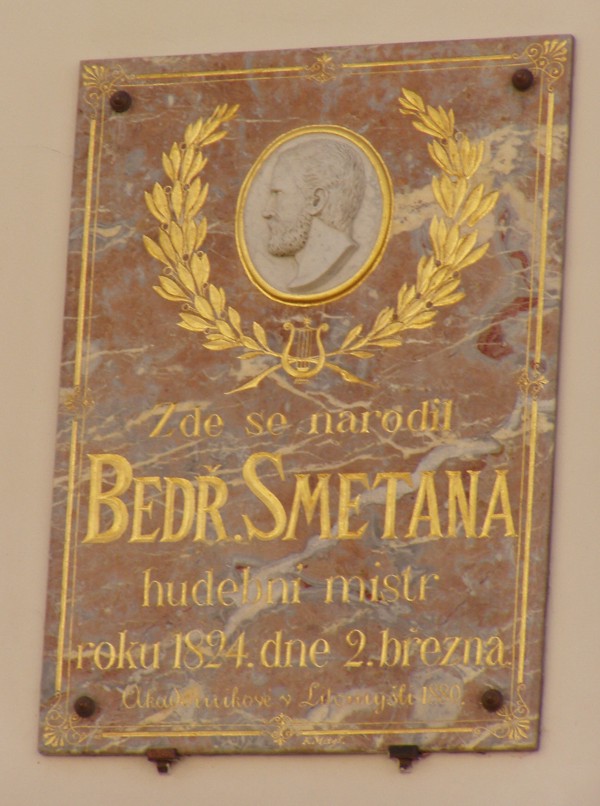 Zde se narodil
BEDŘ. SMETANA
hudební mistr
roku 1824. dne 2. března.
Akademikové v Litomyšli 1880.